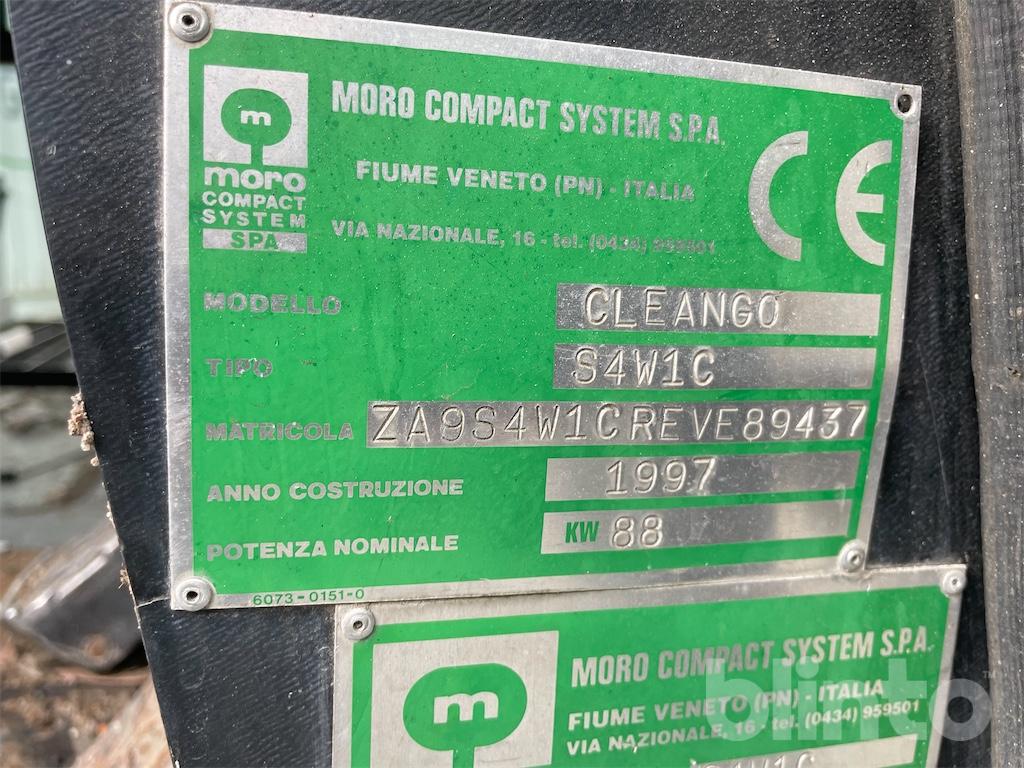 m
moro
COMPACT
SYSTEM
SPA
MORO COMPACT SYSTEM S.P.A.
FIUME VENETO (PN) - ITALIA
VIA NAZIONALE, 16 - tel. (0434) 959501
CE
MODELLO CLEANGO
TIPO S4W1C
MATRICOLA ZA9S4W1CREVE89437
ANNO COSTRUZIONE 1997
POTENZA NOMINALE KW 88
6073-0151-0
m
MORO COMPACT SYSTEM S.P.A.
FIUME VENETO (PN) - ITALIA
VIA NAZIONALE, 16 - tel. (0434) 959501
blinto